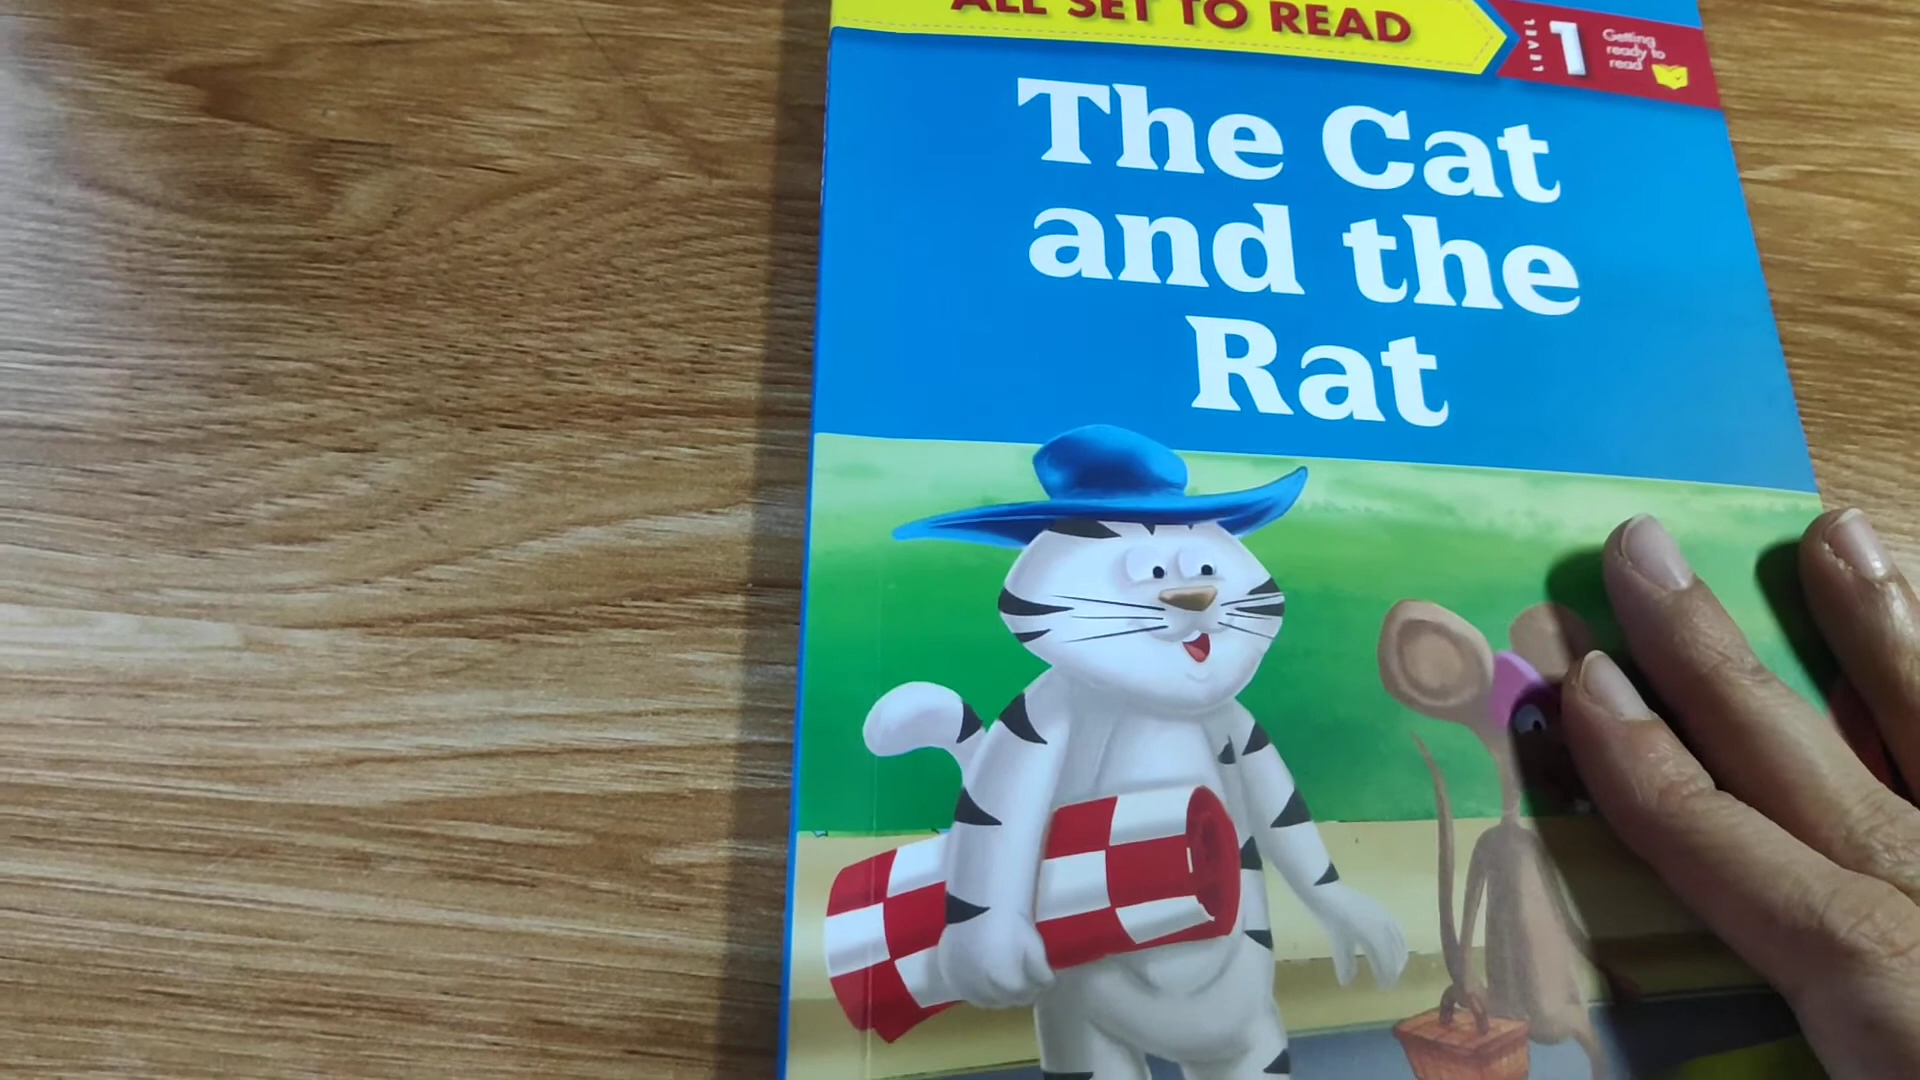 ALL SET TO READ
LEVEL 1
Getting
ready to
read
The Cat
and the
Rat